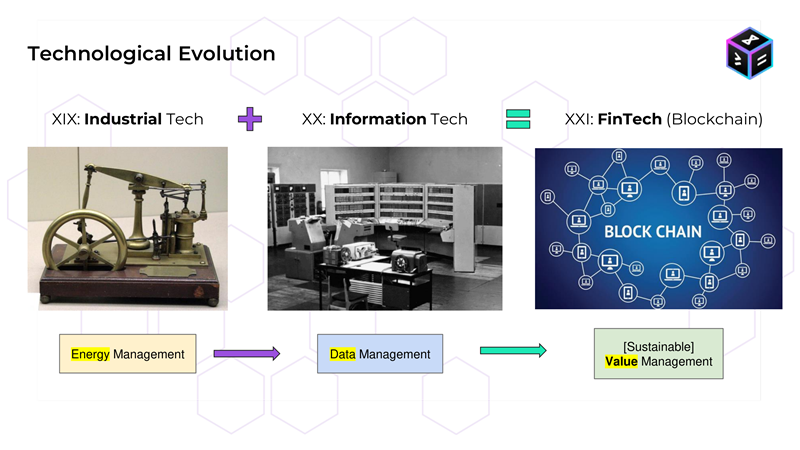 Technological Evolution
XIX: Industrial Tech
XX: Information Tech
XXI: FinTech (Blockchain)
BLOCK CHAIN
Energy Management
Data Management
[Sustainable]
Value Management